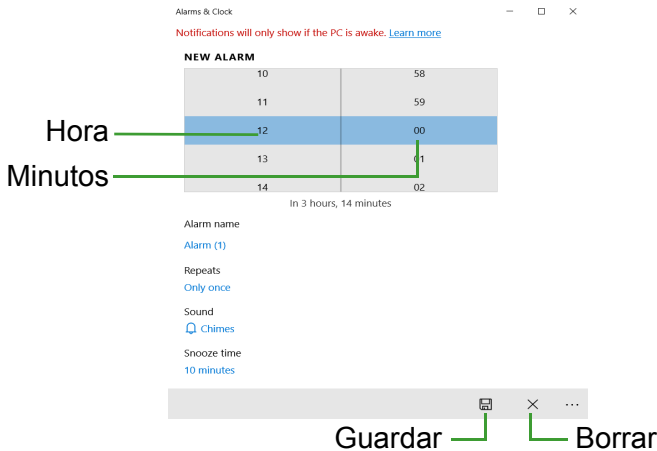 Alarms & Clock
Notifications will only show if the PC is awake. Learn more
NEW ALARM
10 58
11 59
Hora
12 00
Minutos
13 01
14 02
In 3 hours, 14 minutes
Alarm name
Alarm (1)
Repeats
Only once
Sound
Chimes
Snooze time
10 minutes
...
Guardar Borrar